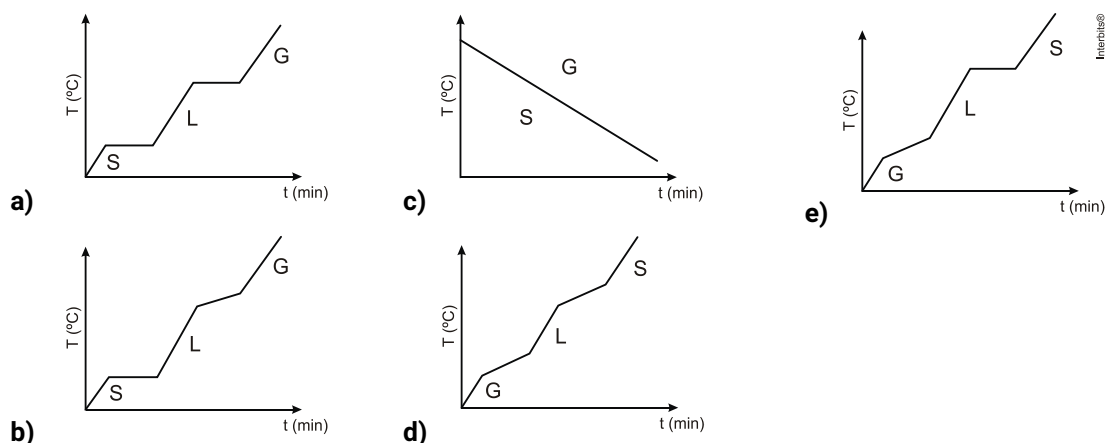 T (ºC)
S
L
G
t (min)
a)
T (ºC)
S
L
G
t (min)
b)
T (ºC)
G
S
t (min)
c)
T (ºC)
G
L
S
t (min)
d)
T (ºC)
G
L
S
t (min)
e)
Interbits®